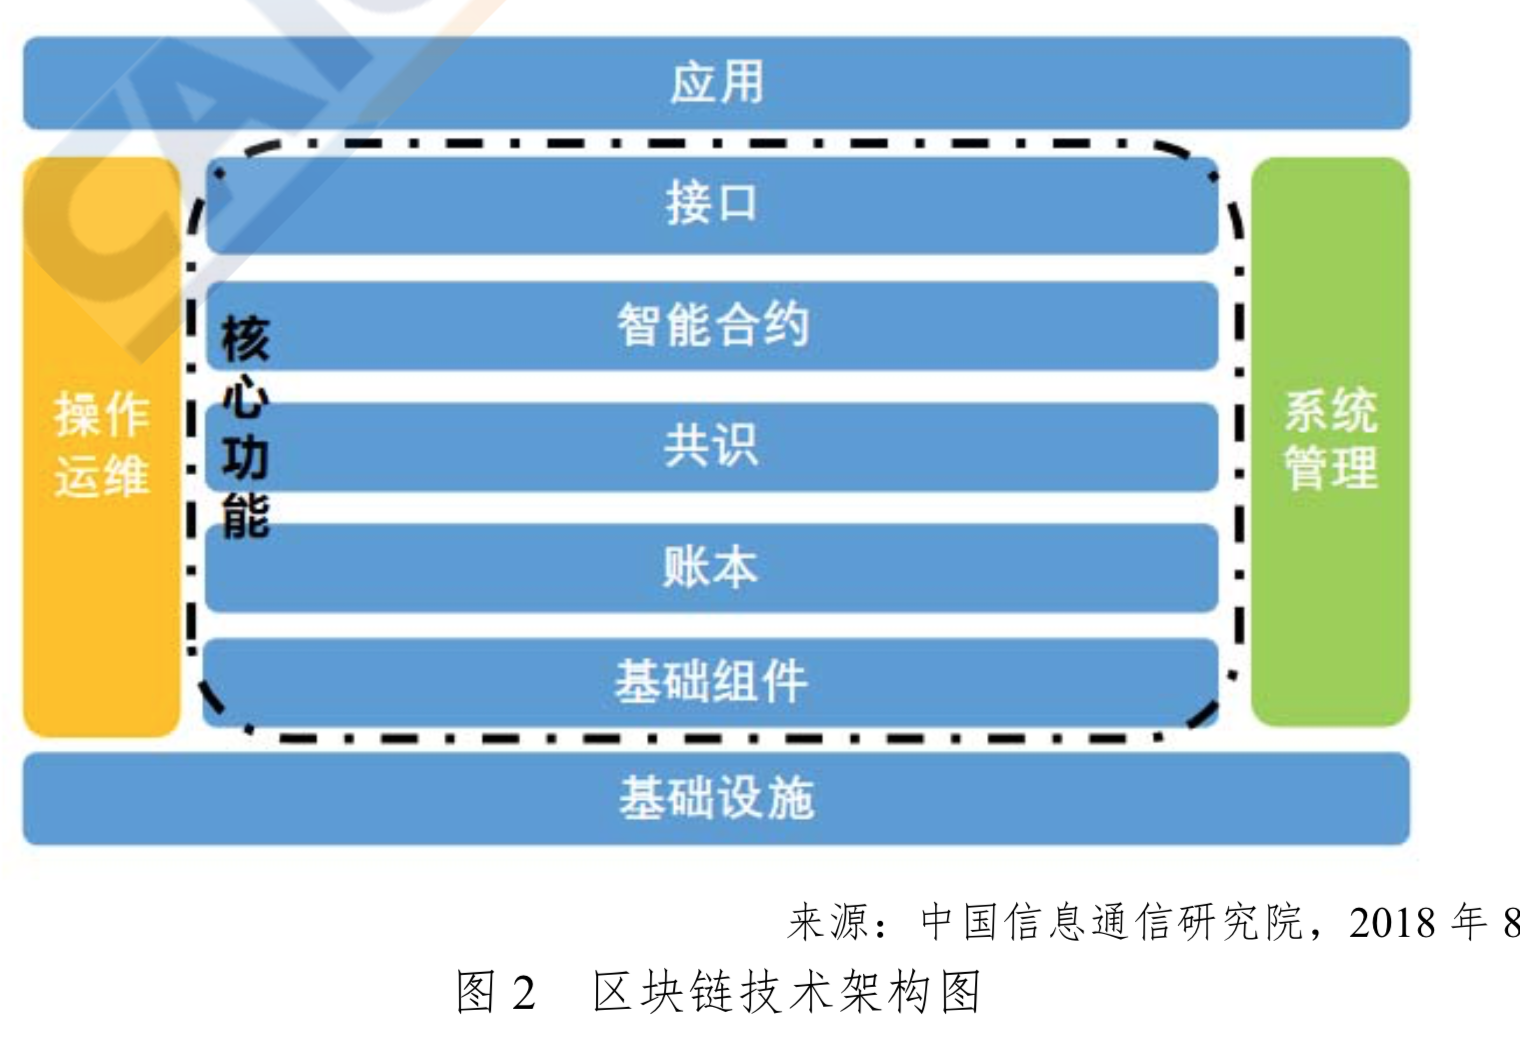 应用
接口
智能合约
共识
账本
基础组件
核心功能
操作
运维
系统
管理
基础设施
来源：中国信息通信研究院，2018 年 8
图 2 区块链技术架构图